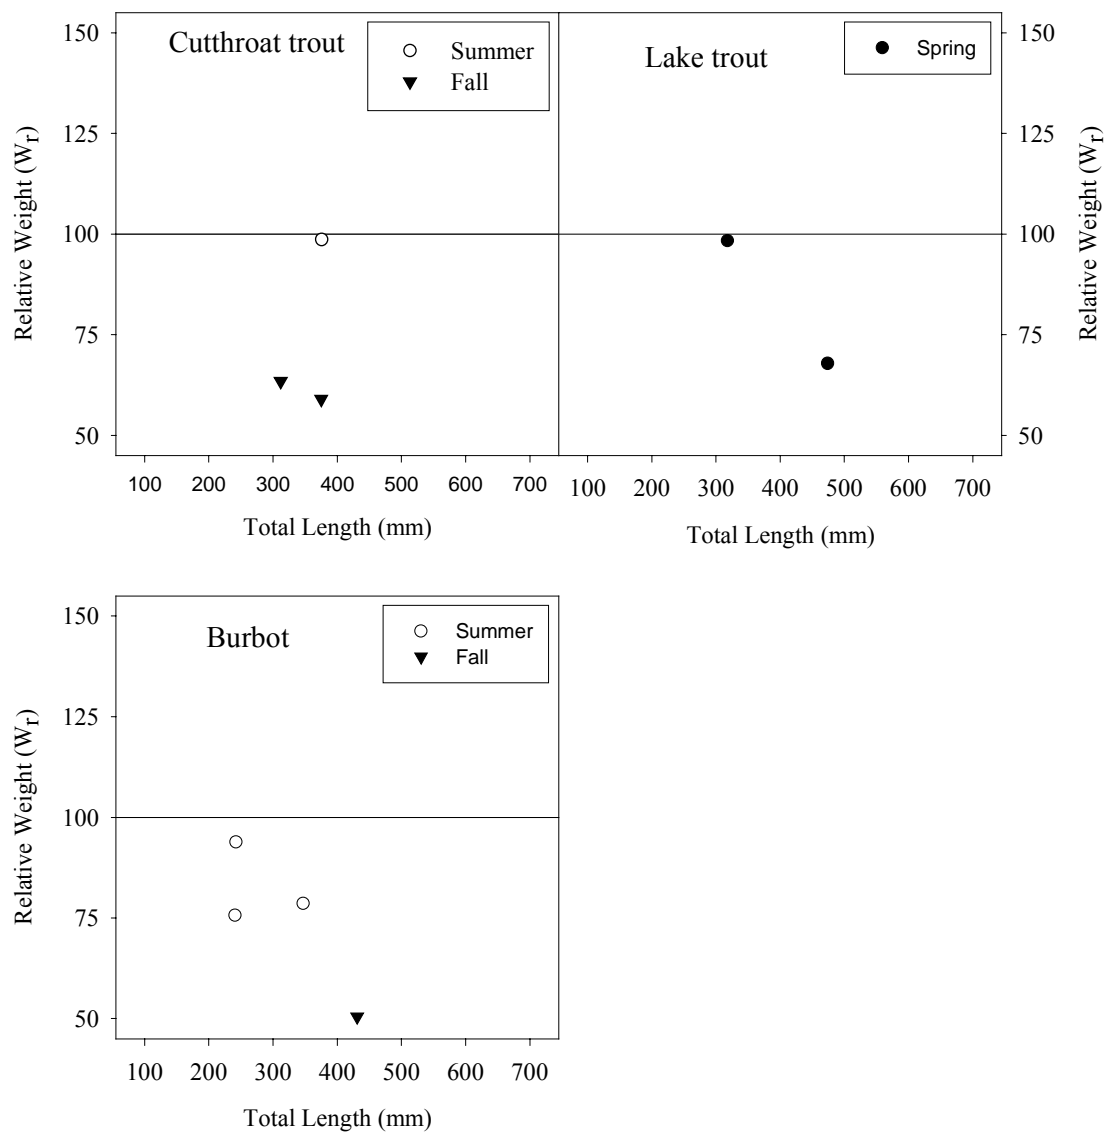 Cutthroat trout
Summer
Fall
150
125
100
75
50
Relative Weight (Wr)
100 200 300 400 500 600 700
Total Length (mm)
Lake trout
Spring
150
125
100
75
50
Relative Weight (Wr)
100 200 300 400 500 600 700
Total Length (mm)
Burbot
Summer
Fall
150
125
100
75
50
Relative Weight (Wr)
100 200 300 400 500 600 700
Total Length (mm)